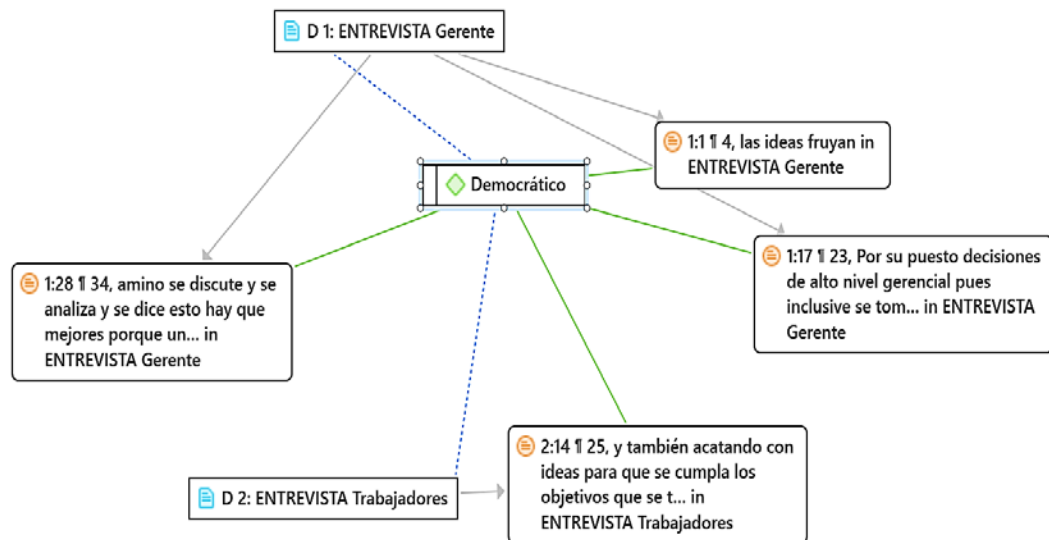 D 1: ENTREVISTA Gerente
1:1 ¶ 4, las ideas fruyan in
ENTREVISTA Gerente
Democrático
1:17 ¶ 23, Por su puesto decisiones
de alto nivel gerencial pues
inclusive se tom... in ENTREVISTA
Gerente
1:28 ¶ 34, amino se discute y se
analiza y se dice esto hay que
mejores porque un... in
ENTREVISTA Gerente
2:14 ¶ 25, y también acatando con
ideas para que se cumpla los
objetivos que se t... in
ENTREVISTA Trabajadores
D 2: ENTREVISTA Trabajadores